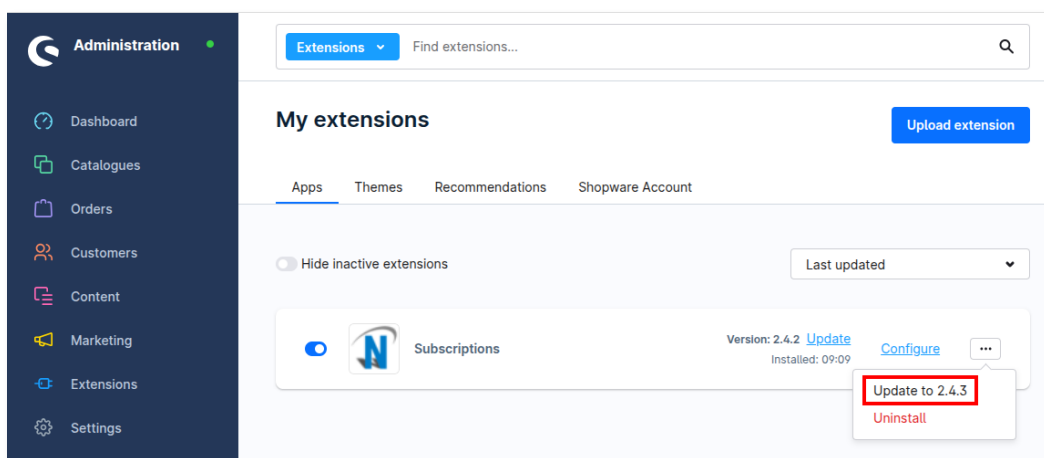 Administration
Dashboard
Catalogues
Orders
Customers
Content
Marketing
Extensions
Settings
Extensions
Find extensions...
My extensions
Upload extension
Apps
Themes
Recommendations
Shopware Account
Hide inactive extensions
Last updated
N
Subscriptions
Version: 2.4.2 Update
Installed: 09:09
Configure
...
Update to 2.4.3
Uninstall